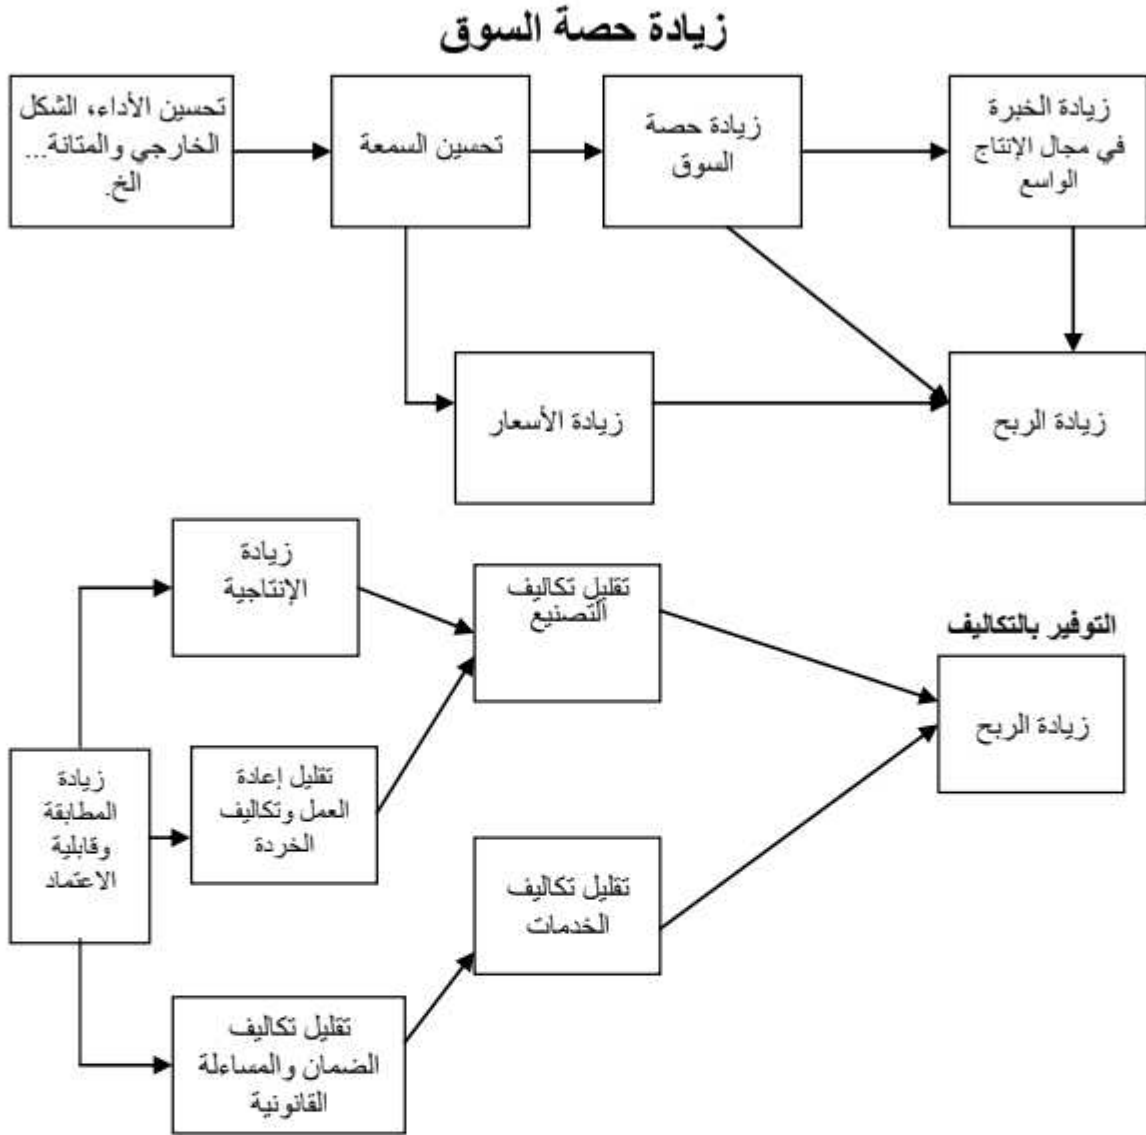 زيادة حصة السوق
تحسين الأداء، الشكل
الخارجي والمتانة...
الخ.
تحسين السمعة
زيادة حصة
السوق
زيادة الخبرة
في مجال الإنتاج
الواسع
زيادة الأسعار
زيادة الربح
زيادة
الإنتاجية
تقليل تكاليف
التصنيع
التوفير بالتكاليف
زيادة الربح
زيادة
المطابقة
وقابلية
الاعتماد
تقليل إعادة
العمل وتكاليف
الخردة
تقليل تكاليف
الخدمات
تقليل تكاليف
الضمان والمساءلة
القانونية